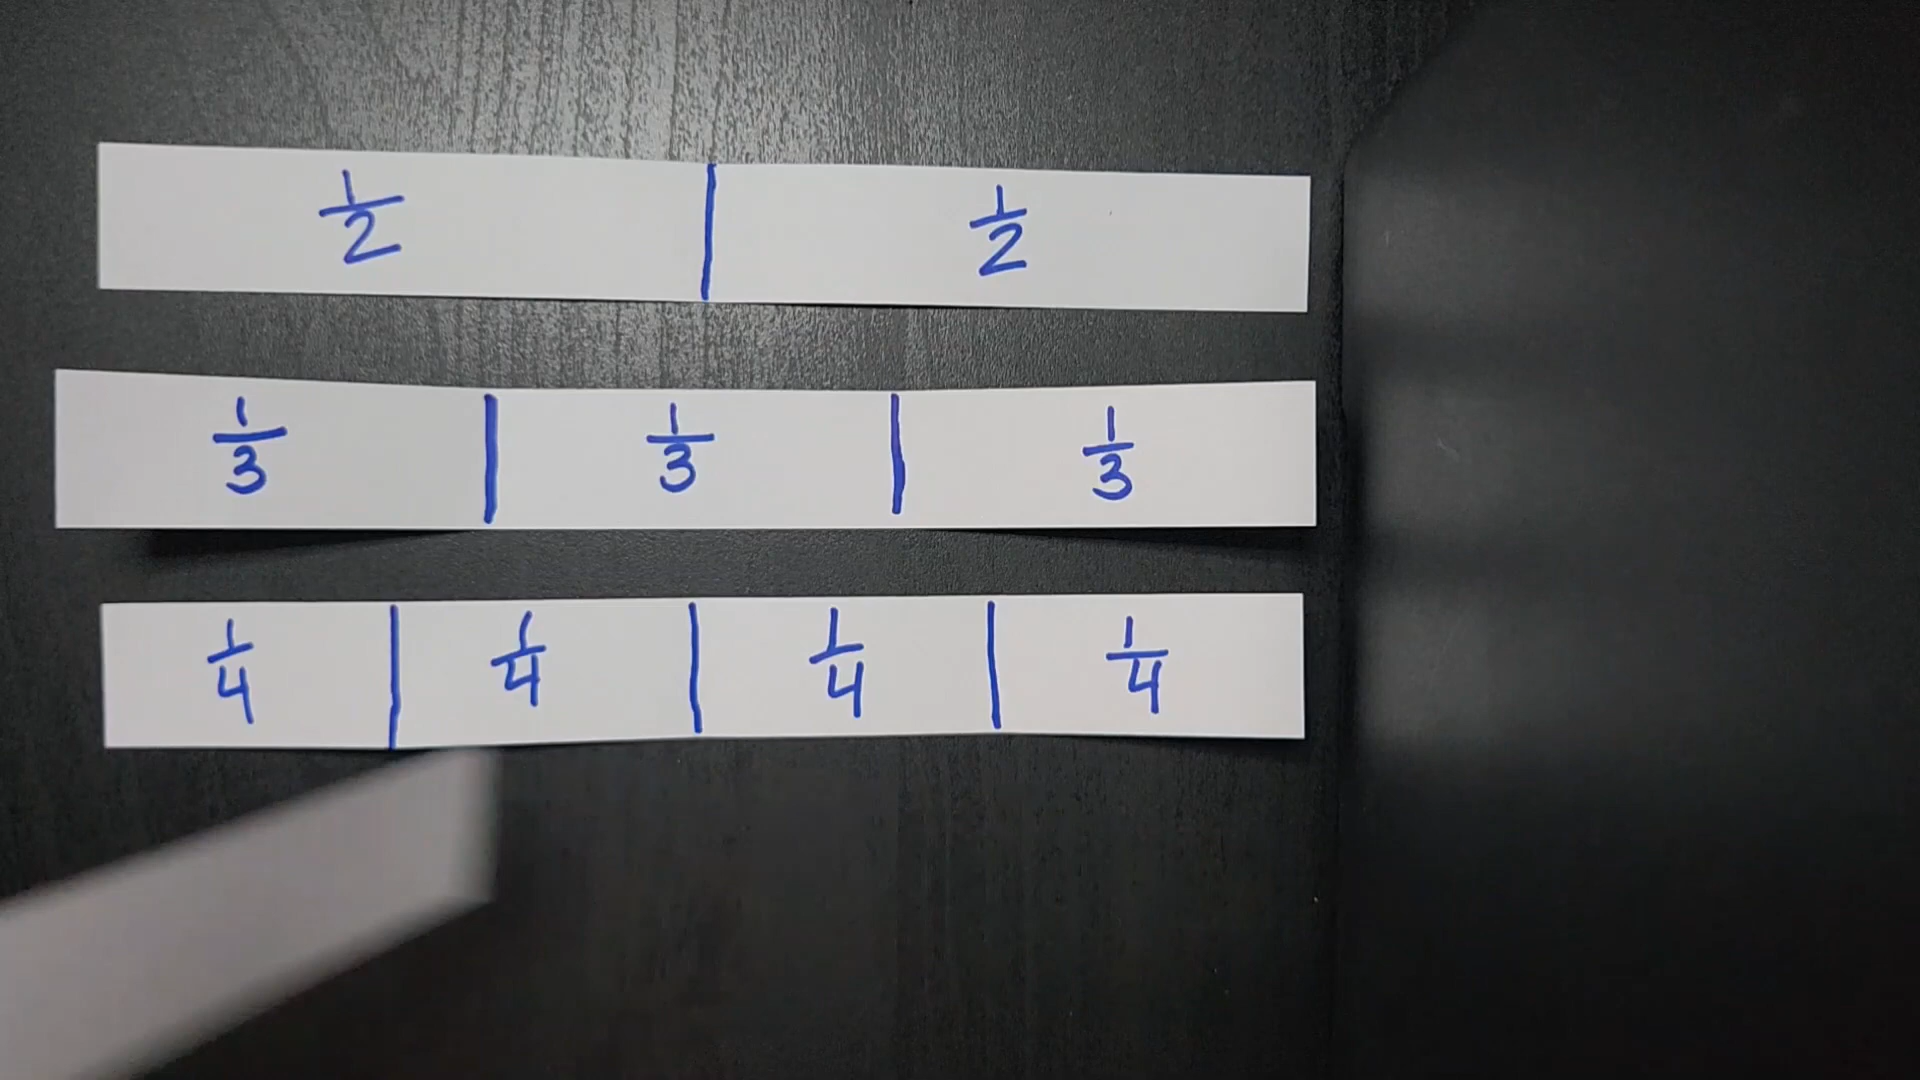 1/2 | 1/2
1/3 | 1/3 | 1/3
1/4 | 1/4 | 1/4 | 1/4